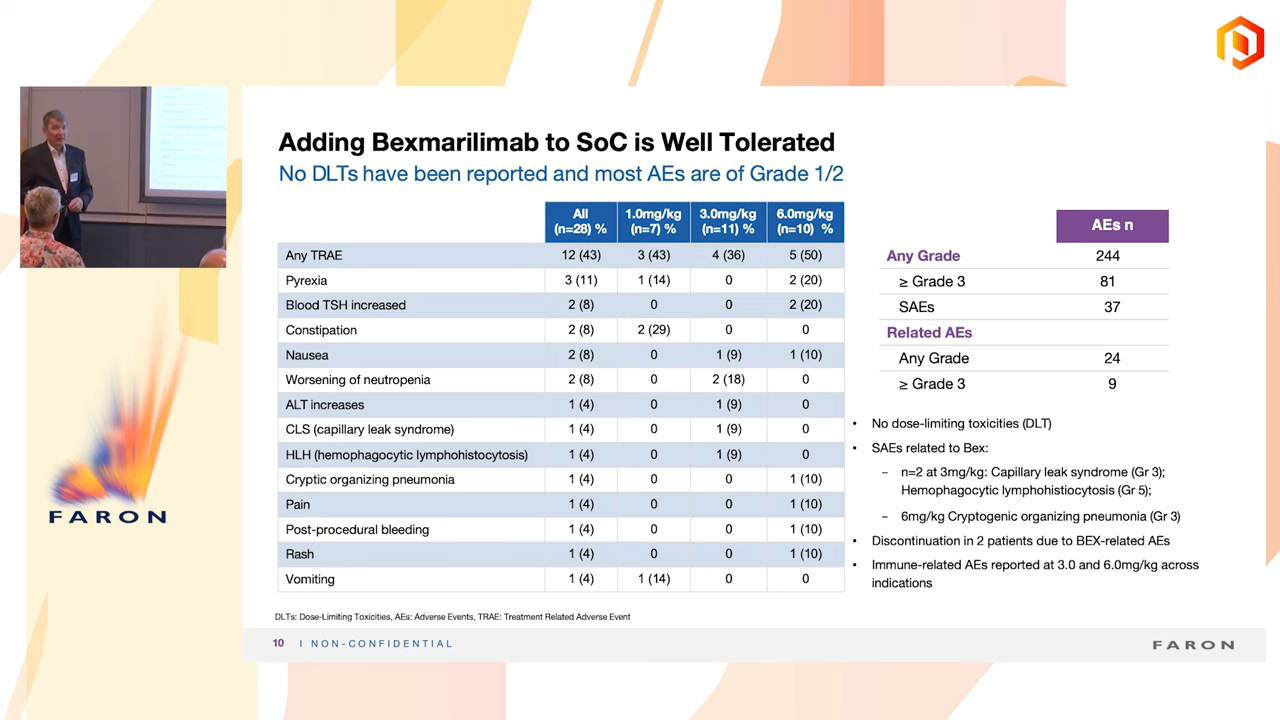 Adding Bexmarilimab to SoC is Well Tolerated
No DLTs have been reported and most AEs are of Grade 1/2
All (n=28) % 1.0mg/kg (n=7) % 3.0mg/kg (n=11) % 6.0mg/kg (n=10) %
Any TRAE 12 (43) 3 (43) 4 (36) 5 (50)
Pyrexia 3 (11) 1 (14) 0 2 (20)
Blood TSH increased 2 (8) 0 0 2 (20)
Constipation 2 (8) 2 (29) 0 0
Nausea 2 (8) 0 1 (9) 1 (10)
Worsening of neutropenia 2 (8) 0 2 (18) 0
ALT increases 1 (4) 0 1 (9) 0
CLS (capillary leak syndrome) 1 (4) 0 1 (9) 0
HLH (hemophagocytic lymphohistocytosis) 1 (4) 0 1 (9) 0
Cryptic organizing pneumonia 1 (4) 0 0 1 (10)
Pain 1 (4) 0 0 1 (10)
Post-procedural bleeding 1 (4) 0 0 1 (10)
Rash 1 (4) 0 0 1 (10)
Vomiting 1 (4) 1 (14) 0 0
AEs n
Any Grade 244
≥ Grade 3 81
SAEs 37
Related AEs
Any Grade 24
≥ Grade 3 9
• No dose-limiting toxicities (DLT)
• SAEs related to Bex:
– n=2 at 3mg/kg: Capillary leak syndrome (Gr 3);
Hemophagocytic lymphohistiocytosis (Gr 5);
– 6mg/kg Cryptogenic organizing pneumonia (Gr 3)
• Discontinuation in 2 patients due to BEX-related AEs
• Immune-related AEs reported at 3.0 and 6.0mg/kg across
indications
DLTs: Dose-Limiting Toxicities, AEs: Adverse Events, TRAE: Treatment Related Adverse Event
10 I NON-CONFIDENTIAL
FARON
FARON